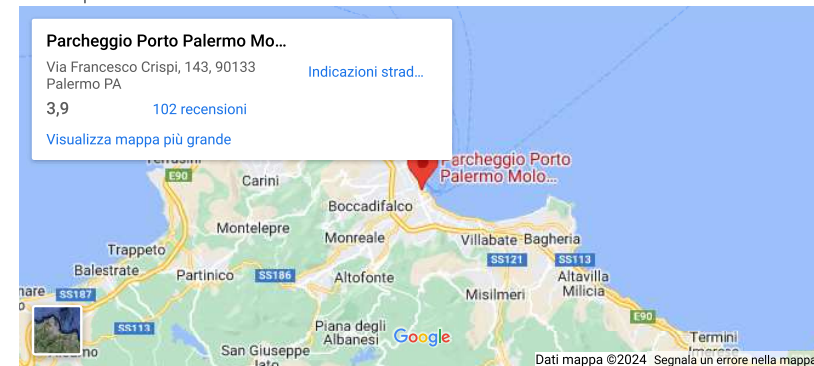 Parcheggio Porto Palermo Mo...
Via Francesco Crispi, 143, 90133
Palermo PA
Indicazioni strad...
3,9
102 recensioni
Visualizza mappa più grande
Parcheggio Porto
Palermo Molo...
E90
Carini
Boccadifalco
Montelepre
Monreale
Villabate
Bagheria
Trappeto
SS121
SS113
Balestrate
Partinico
SS186
Altofonte
Altavilla
Milicia
SS187
Misilmeri
E90
SS113
Piana degli
Albanesi
Google
Termini
San Giuseppe
Dati mappa ©2024
Segnala un errore nella mappa